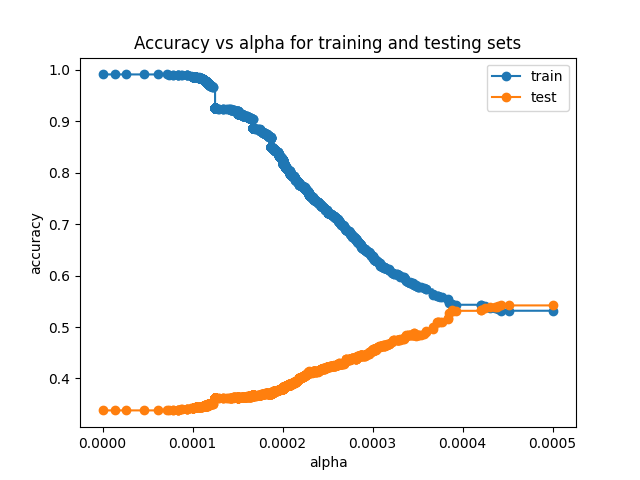 Accuracy vs alpha for training and testing sets
train
test
1.0
0.9
0.8
0.7
0.6
0.5
0.4
accuracy
0.0000 0.0001 0.0002 0.0003 0.0004 0.0005
alpha